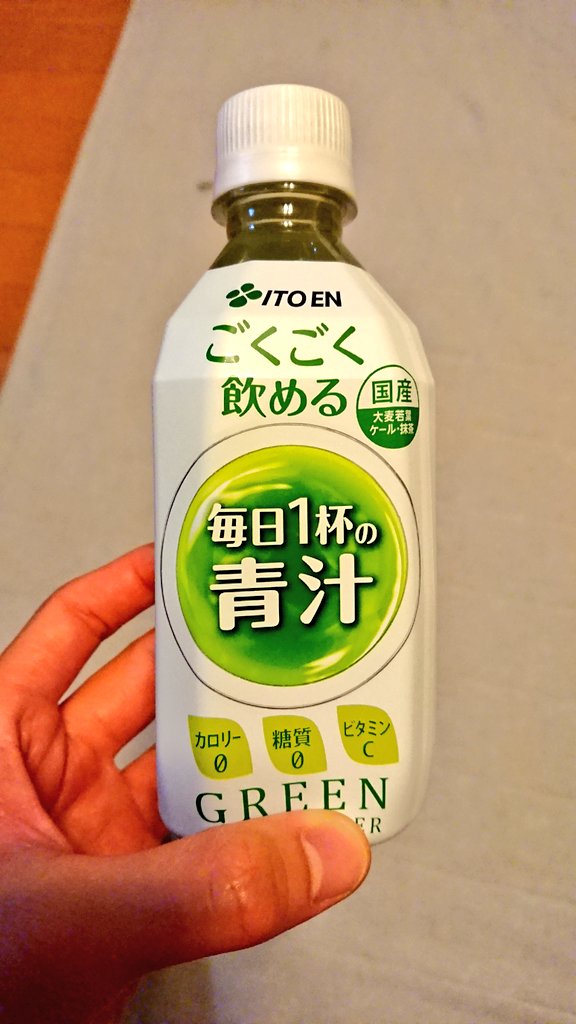 ITO EN
ごくごく
飲める
国産
大麦若葉
ケール・抹茶
毎日1杯の
青汁
カロリー
0
糖質
0
ビタミン
C
GREEN